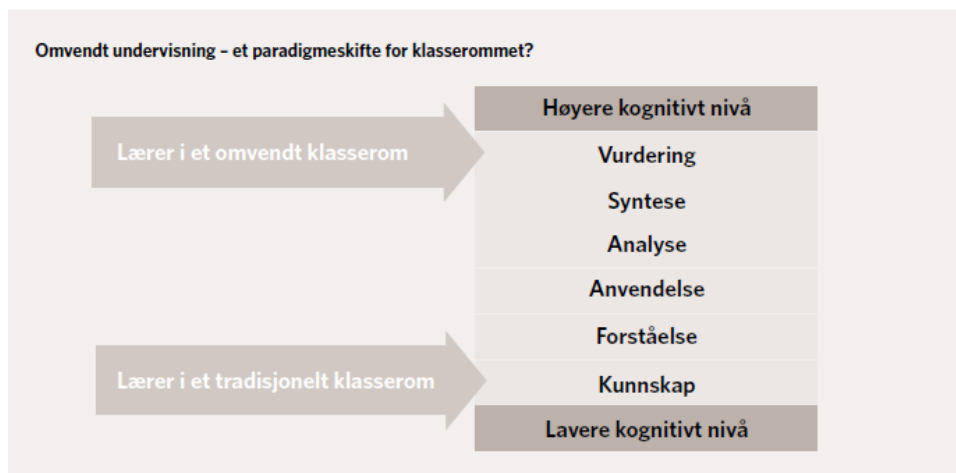 Omvendt undervisning – et paradigmeskifte for klasserommet?
Høyere kognitivt nivå
Lærer i et omvendt klasserom
Vurdering
Syntese
Analyse
Anvendelse
Forståelse
Lærer i et tradisjonelt klasserom
Kunnskap
Lavere kognitivt nivå